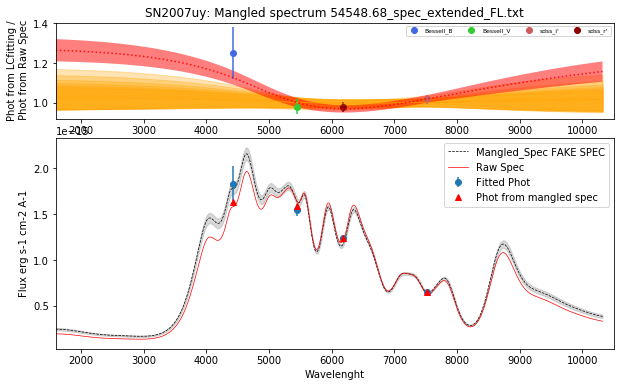 SN2007uy: Mangled spectrum 54548.68_spec_extended_FL.txt
Phot from LCfitting /
Phot from Raw Spec
1.4
1.2
1.0
Bessell_B
Bessell_V
sdss_i'
sdss_r'
2000 3000 4000 5000 6000 7000 8000 9000 10000
1e−15
Flux erg s-1 cm-2 A-1
2.0
1.5
1.0
0.5
Mangled_Spec FAKE SPEC
Raw Spec
Fitted Phot
Phot from mangled spec
2000 3000 4000 5000 6000 7000 8000 9000 10000
Wavelenght